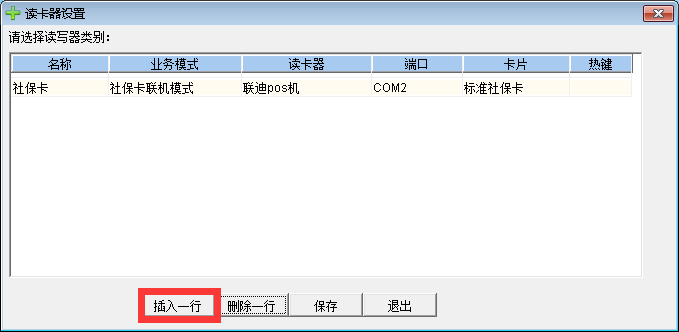 读卡器设置
请选择读写器类别：
名称 业务模式 读卡器 端口 卡片 热键
社保卡 社保卡联机模式 联迪pos机 COM2 标准社保卡
插入一行 删除一行 保存 退出